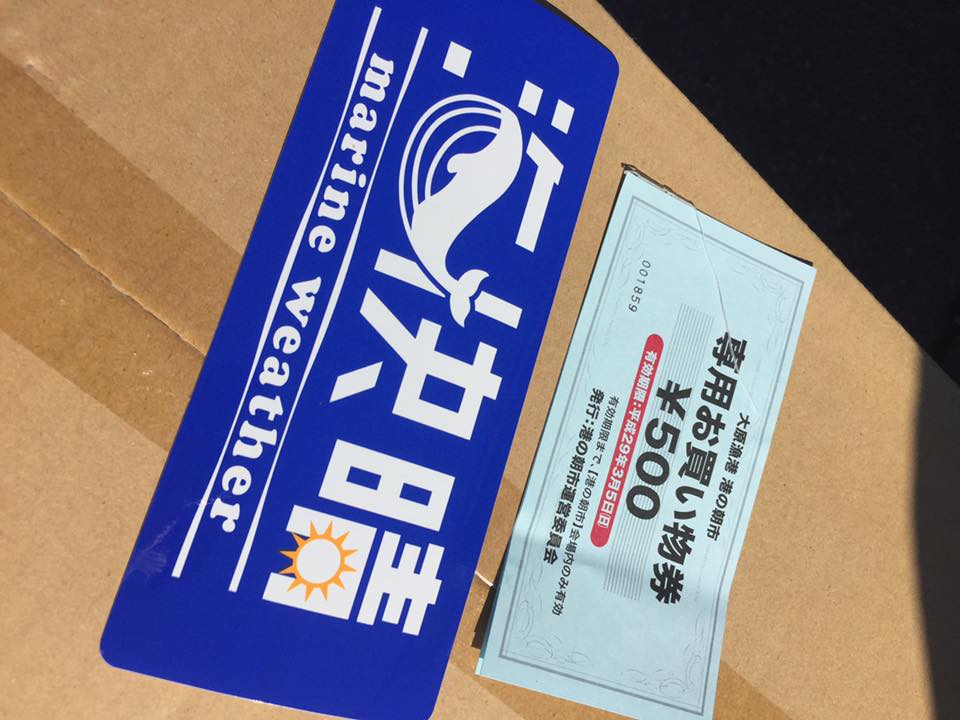 海快晴
marine weather
001859
大原漁港 港の朝市
専用お買い物券
¥500
有効期限：平成29年3月5日(日)
有効期限まで、【港の朝市】会場内のみ有効
発行：港の朝市運営委員会